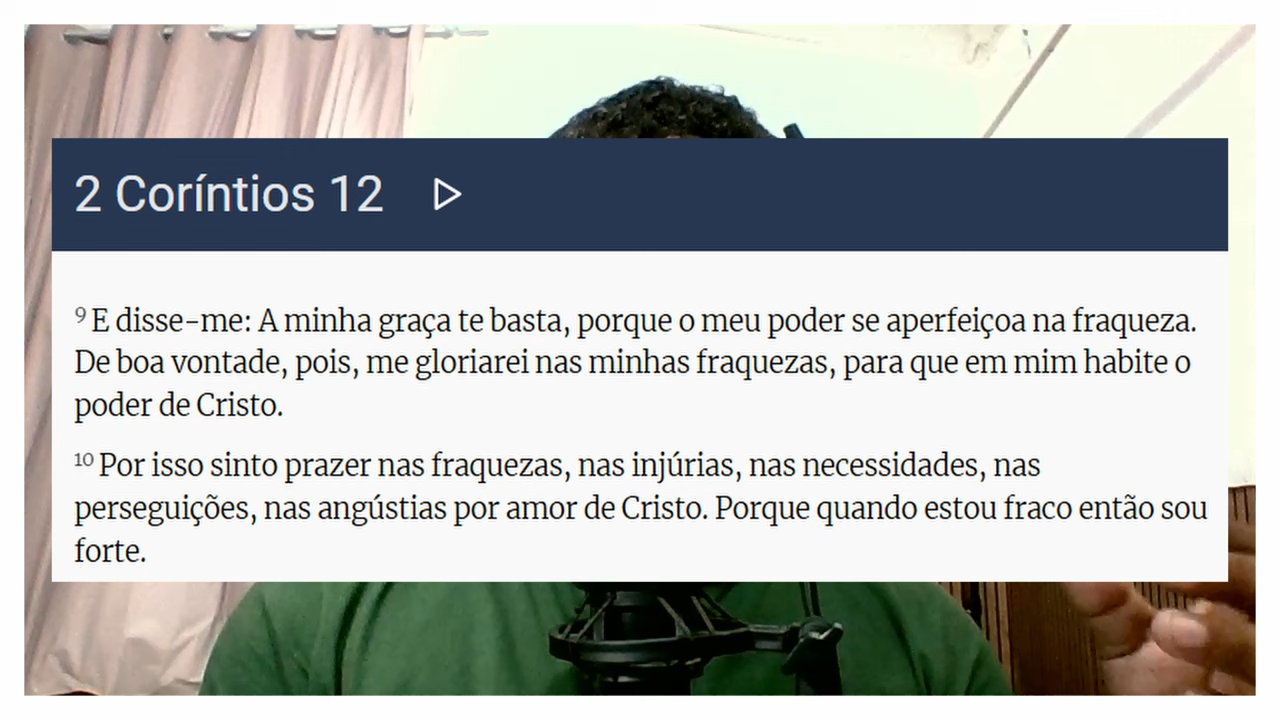 2 Coríntios 12
9 E disse-me: A minha graça te basta, porque o meu poder se aperfeiçoa na fraqueza.
De boa vontade, pois, me gloriarei nas minhas fraquezas, para que em mim habite o
poder de Cristo.
10 Por isso sinto prazer nas fraquezas, nas injúrias, nas necessidades, nas
perseguições, nas angústias por amor de Cristo. Porque quando estou fraco então sou
forte.